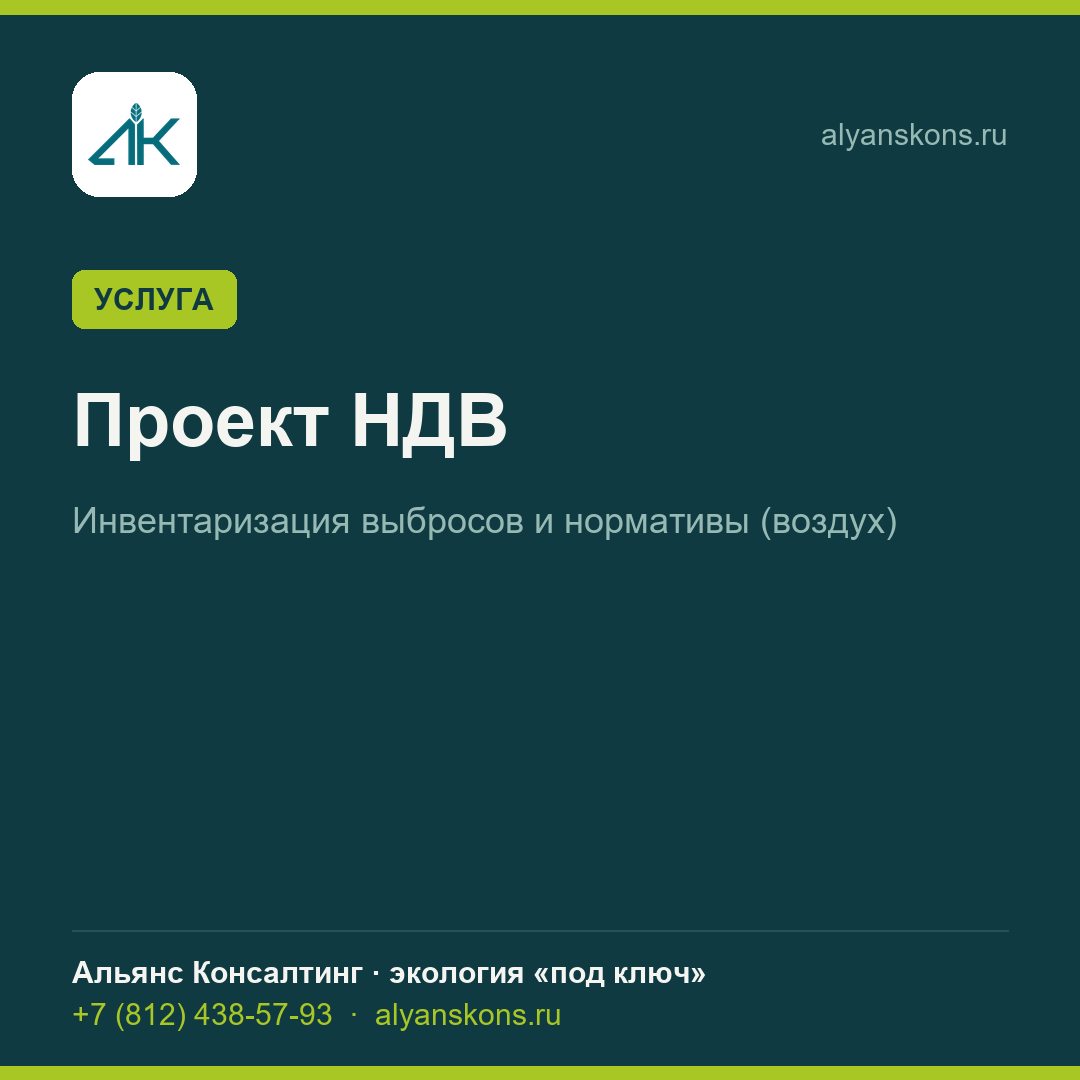 АК
alyanskons.ru
УСЛУГА
Проект НДВ
Инвентаризация выбросов и нормативы (воздух)
Альянс Консалтинг · экология «под ключ»
+7 (812) 438-57-93 · alyanskons.ru